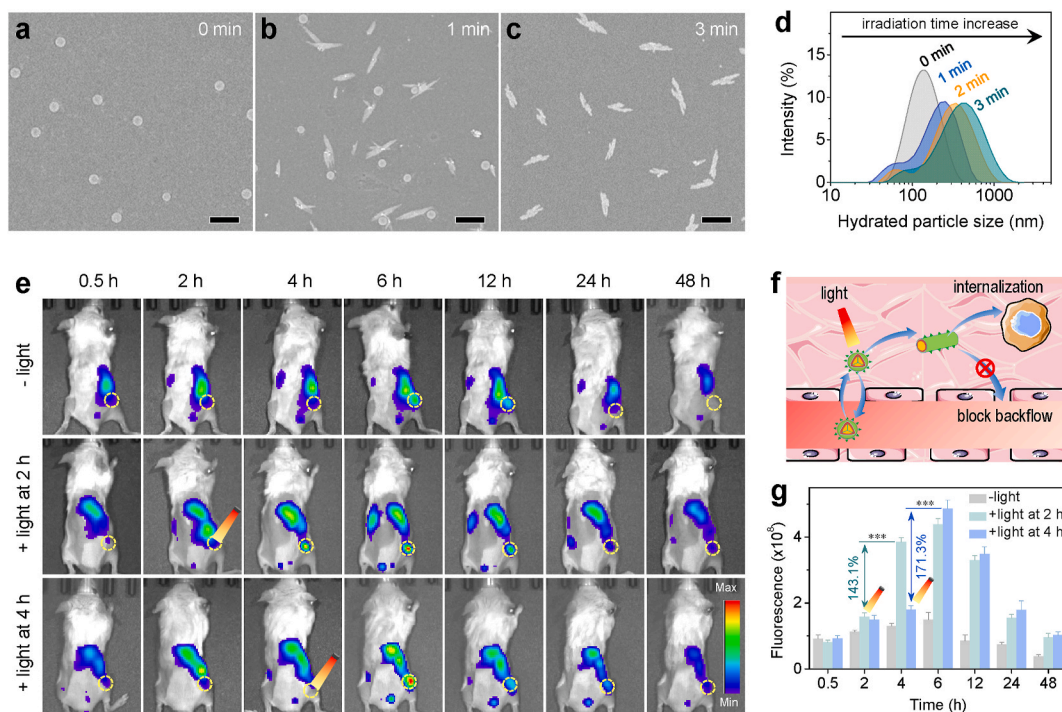 a
0 min
b
1 min
c
3 min
d
irradiation time increase
0 min
1 min
2 min
3 min
Intensity (%)
15
10
5
0
10
100
1000
Hydrated particle size (nm)
e
0.5 h
2 h
4 h
6 h
12 h
24 h
48 h
- light
+ light at 2 h
+ light at 4 h
Max
Min
f
light
internalization
block backflow
g
-light
+light at 2 h
+light at 4 h
***
***
143.1%
171.3%
Fluorescence (x10⁸)
4
2
1
0
0.5
2
4
6
12
24
48
Time (h)